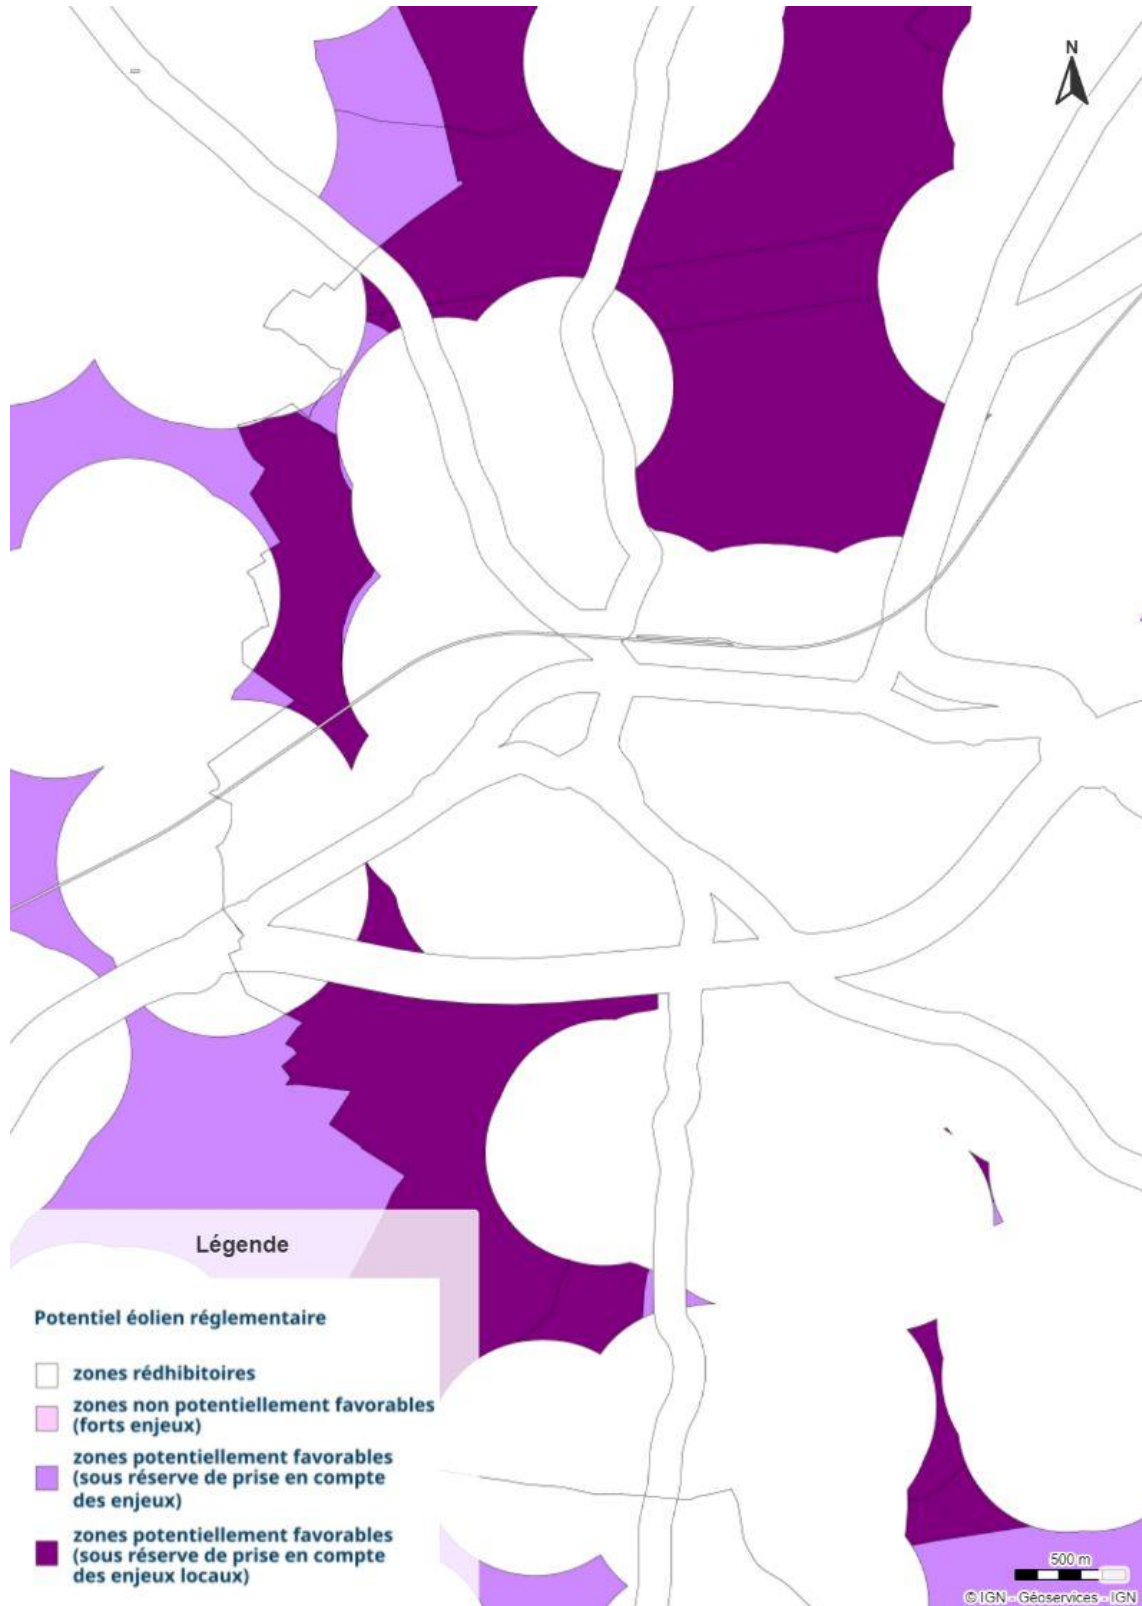 N
Légende
Potentiel éolien réglementaire
zones rédhibitoires
zones non potentiellement favorables
(forts enjeux)
zones potentiellement favorables
(sous réserve de prise en compte
des enjeux)
zones potentiellement favorables
(sous réserve de prise en compte
des enjeux locaux)
500 m
© IGN - Géoservices - IGN